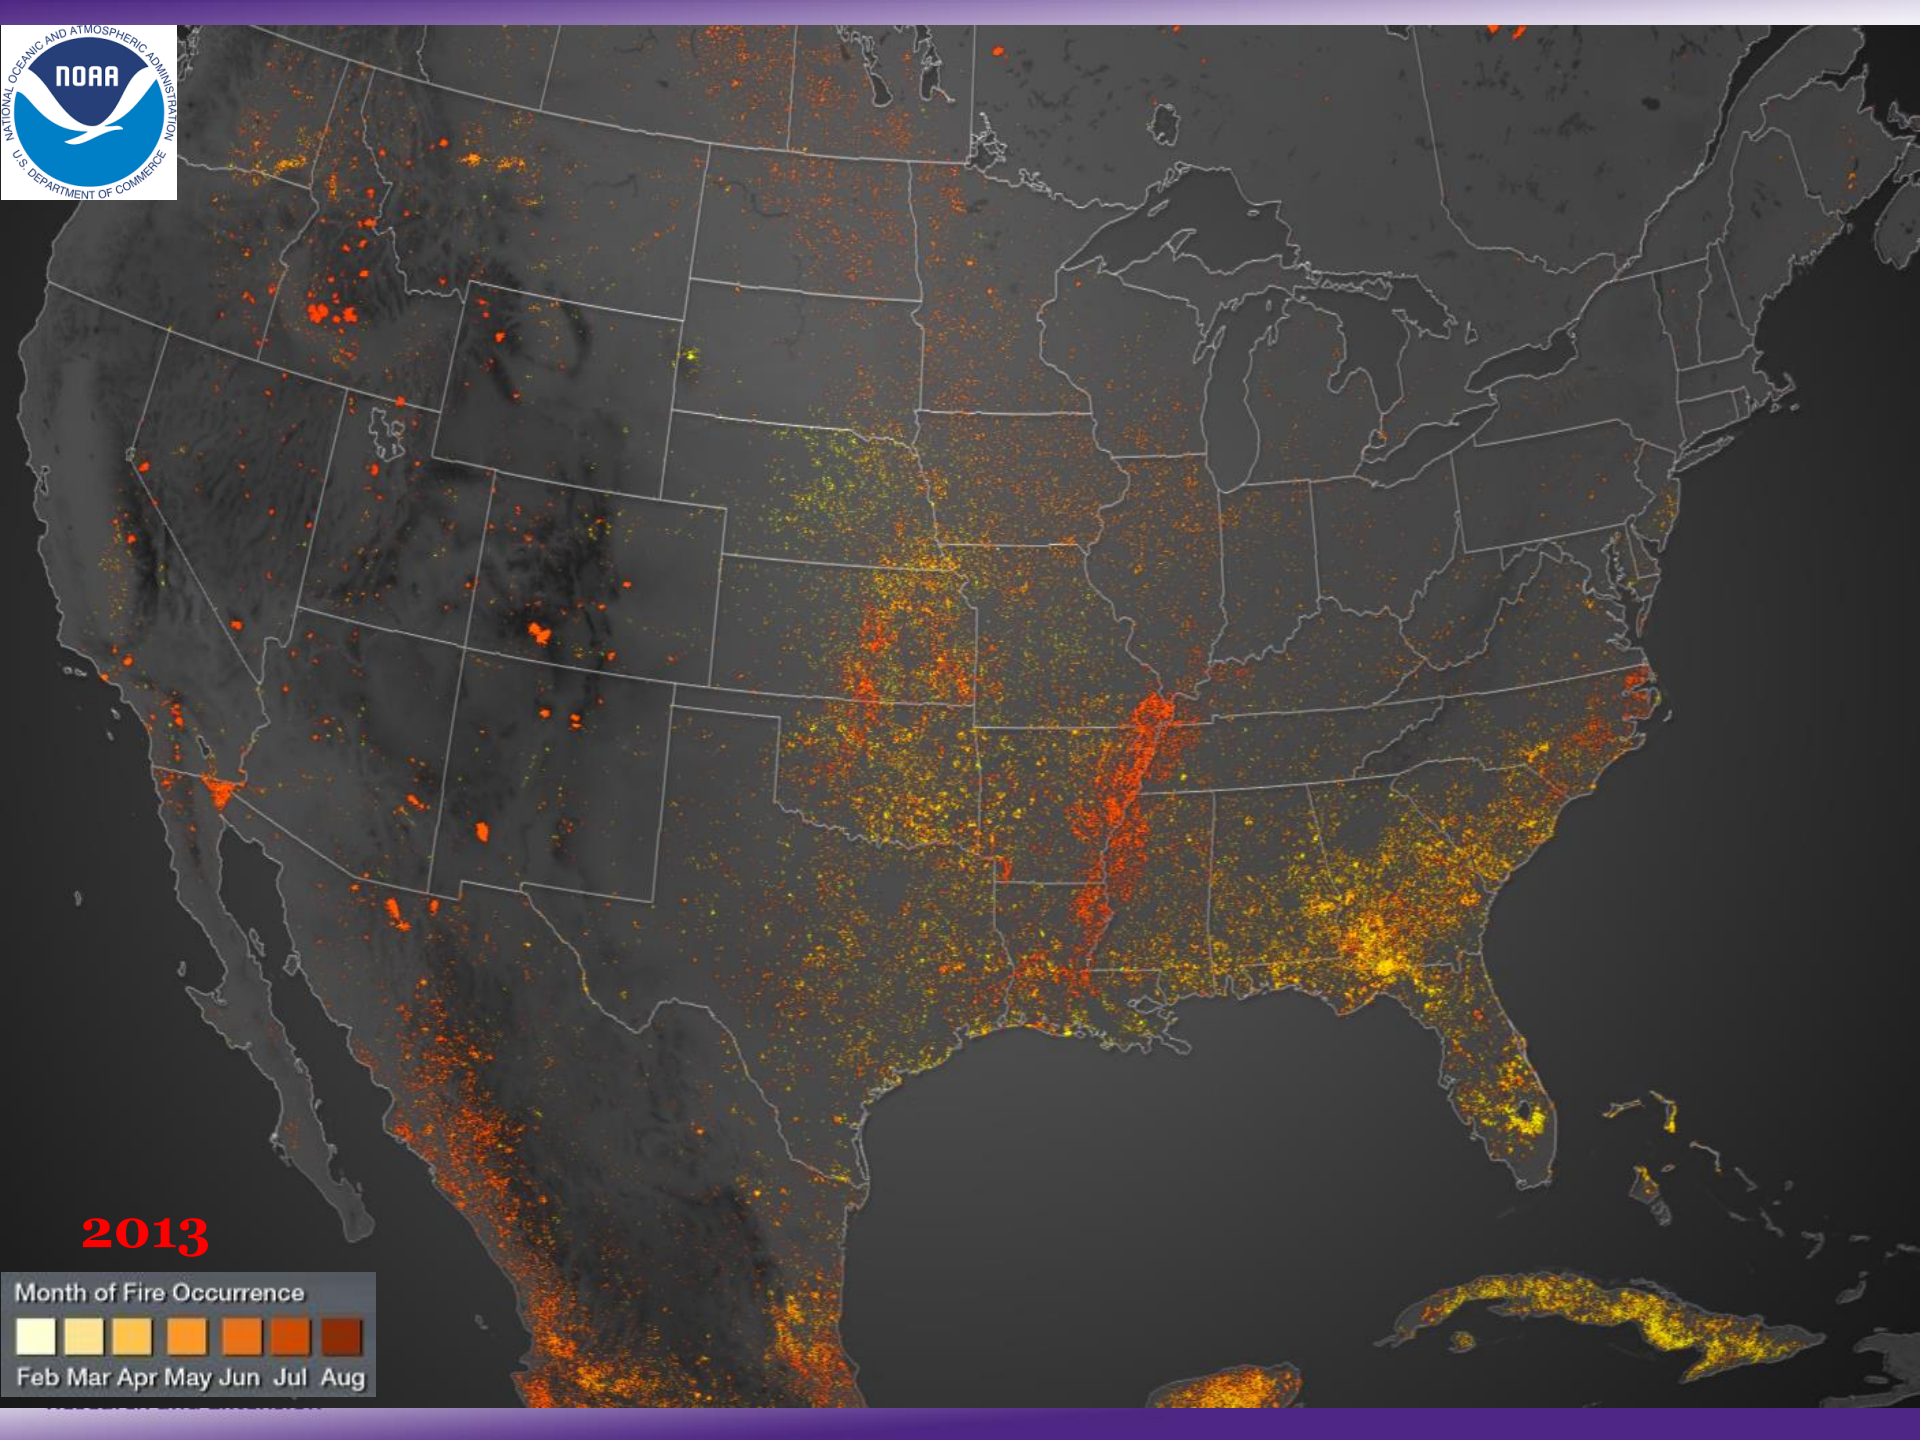 NATIONAL OCEANIC AND ATMOSPHERIC ADMINISTRATION
NOAA
U.S. DEPARTMENT OF COMMERCE
2013
Month of Fire Occurrence
Feb Mar Apr May Jun Jul Aug